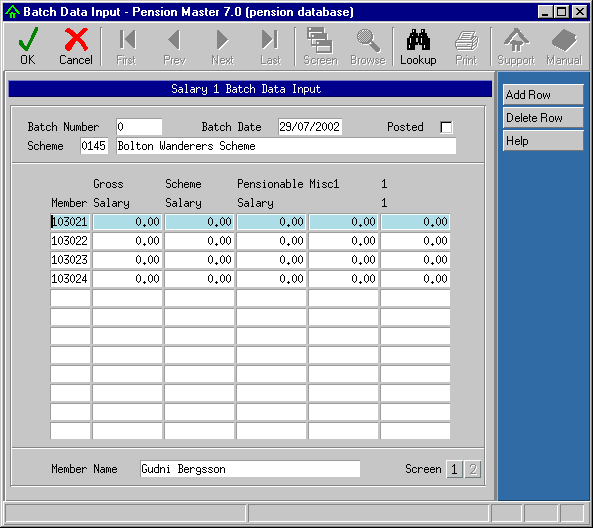 Batch Data Input - Pension Master 7.0 (pension database)
OK Cancel First Prev Next Last Screen Browse Lookup Print Support Manual
Salary 1 Batch Data Input
Add Row
Delete Row
Help
Batch Number 0 Batch Date 29/07/2002 Posted
Scheme 0145 Bolton Wanderers Scheme
Gross Scheme Pensionable Misc1 1
Member Salary Salary Salary 1
103021 0.00 0.00 0.00 0.00 0.00
103022 0.00 0.00 0.00 0.00 0.00
103023 0.00 0.00 0.00 0.00 0.00
103024 0.00 0.00 0.00 0.00 0.00
Member Name Gudni Bergsson Screen 1 2